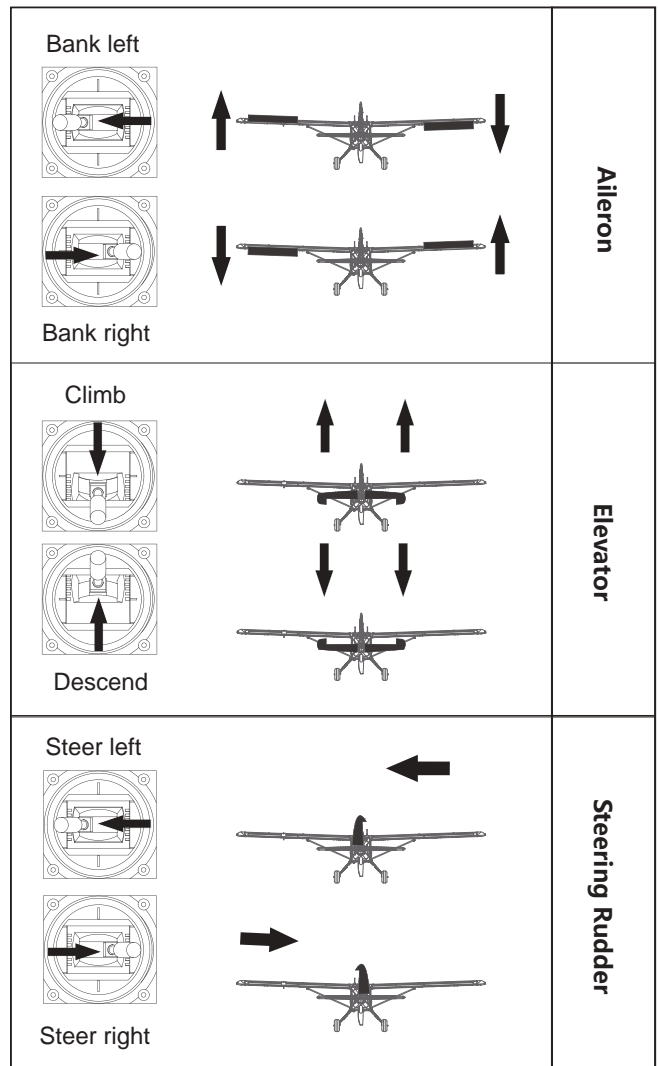 Bank left
Bank right
Aileron
Climb
Descend
Elevator
Steer left
Steer right
Steering Rudder